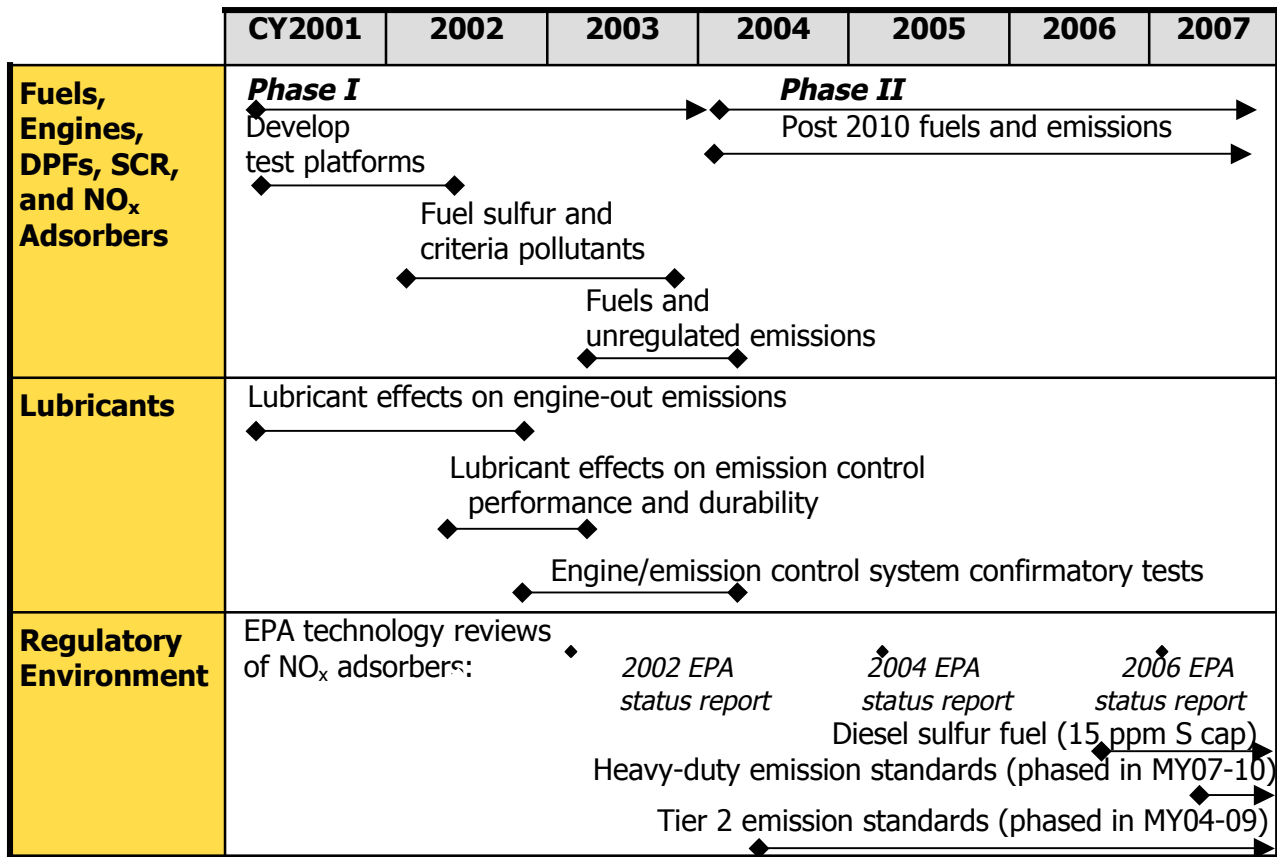 CY2001 2002 2003 2004 2005 2006 2007
Fuels,
Engines,
DPFs, SCR,
and NOx
Adsorbers
Phase I
Phase II
Develop
test platforms
Post 2010 fuels and emissions
Fuel sulfur and
criteria pollutants
Fuels and
unregulated emissions
Lubricants
Lubricant effects on engine-out emissions
Lubricant effects on emission control
performance and durability
Engine/emission control system confirmatory tests
Regulatory
Environment
EPA technology reviews
of NOx adsorbers:
2002 EPA
status report
2004 EPA
status report
2006 EPA
status report
Diesel sulfur fuel (15 ppm S cap)
Heavy-duty emission standards (phased in MY07-10)
Tier 2 emission standards (phased in MY04-09)